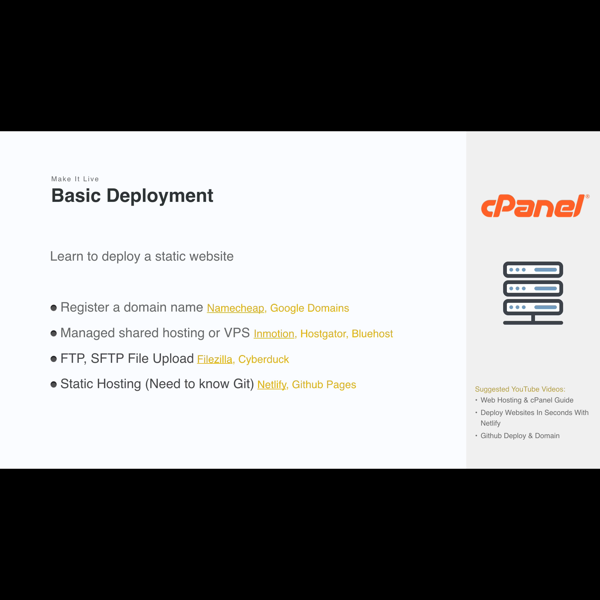 Make It Live
Basic Deployment
Learn to deploy a static website
• Register a domain name Namecheap, Google Domains
• Managed shared hosting or VPS Inmotion, Hostgator, Bluehost
• FTP, SFTP File Upload Filezilla, Cyberduck
• Static Hosting (Need to know Git) Netlify, Github Pages
cPanel®
Suggested YouTube Videos:
• Web Hosting & cPanel Guide
• Deploy Websites In Seconds With
Netlify
• Github Deploy & Domain